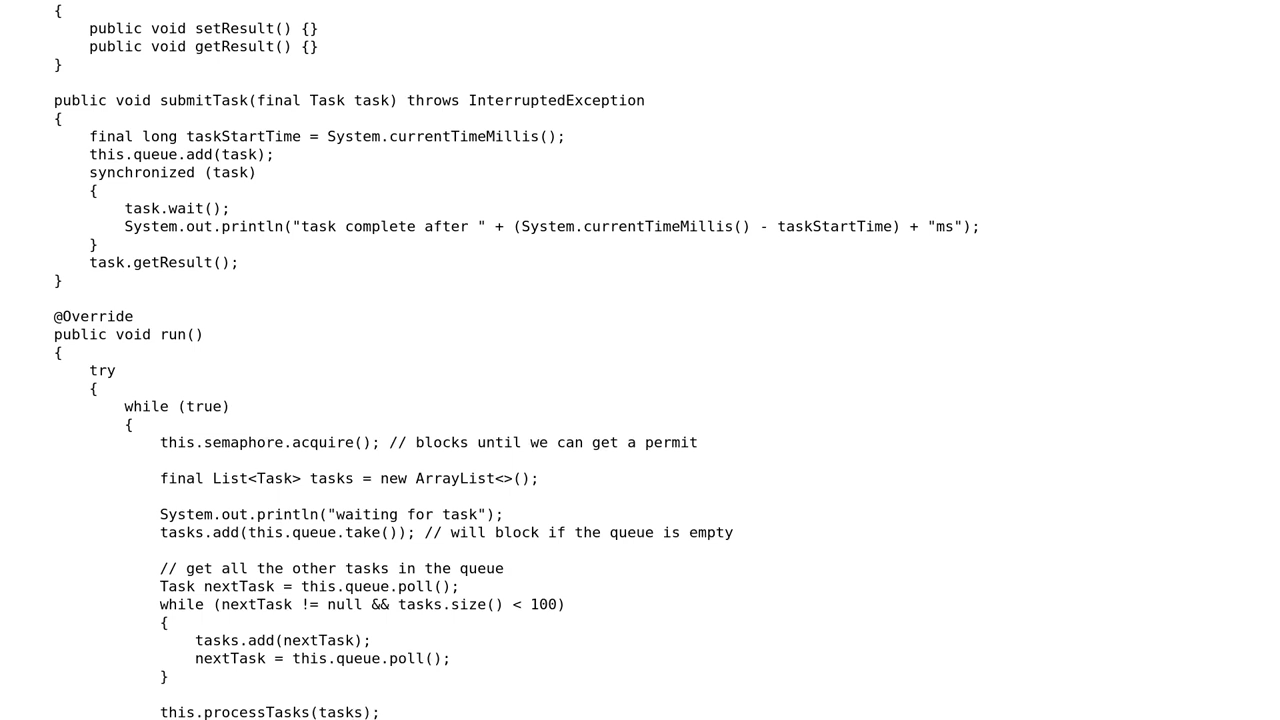 {
    public void setResult() {}
    public void getResult() {}
}

public void submitTask(final Task task) throws InterruptedException
{
    final long taskStartTime = System.currentTimeMillis();
    this.queue.add(task);
    synchronized (task)
    {
        task.wait();
        System.out.println("task complete after " + (System.currentTimeMillis() - taskStartTime) + "ms");
    }
    task.getResult();
}

@Override
public void run()
{
    try
    {
        while (true)
        {
            this.semaphore.acquire(); // blocks until we can get a permit

            final List<Task> tasks = new ArrayList<>();

            System.out.println("waiting for task");
            tasks.add(this.queue.take()); // will block if the queue is empty

            // get all the other tasks in the queue
            Task nextTask = this.queue.poll();
            while (nextTask != null && tasks.size() < 100)
            {
                tasks.add(nextTask);
                nextTask = this.queue.poll();
            }

            this.processTasks(tasks);